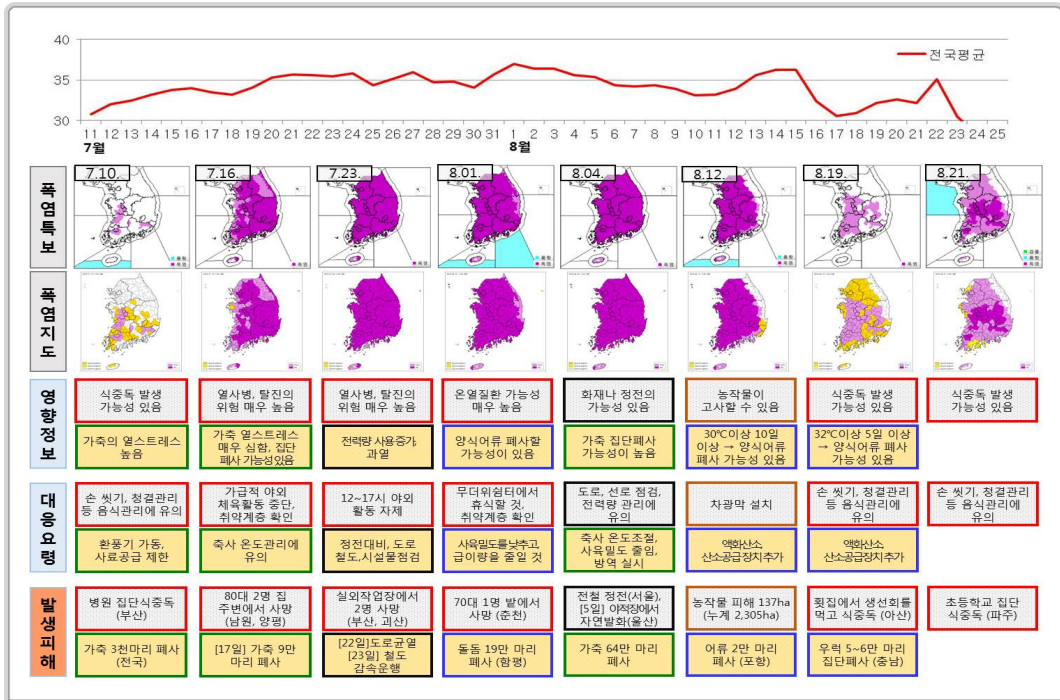 40
35
30
전국평균
11 12 13 14 15 16 17 18 19 20 21 22 23 24 25 26 27 28 29 30 31 1 2 3 4 5 6 7 8 9 10 11 12 13 14 15 16 17 18 19 20 21 22 23 24 25
7월 8월
폭염특보
7.10. 7.16. 7.23. 8.01. 8.04. 8.12. 8.19. 8.21.
폭염지도
영향정보
식중독 발생
가능성 있음
열사병, 탈진의
위험 매우 높음
열사병, 탈진의
위험 매우 높음
온열질환 가능성
매우 높음
화재나 정전의
가능성 있음
농작물이
고사할 수 있음
식중독 발생
가능성 있음
식중독 발생
가능성 있음
가축의 열스트레스
높음
가축 열스트레스
매우 심함, 집단
폐사 가능성있음
전력량 사용증가,
과열
양식어류 폐사할
가능성이 있음
가축 집단폐사
가능성이 높음
30℃이상 10일
이상 → 양식어류
폐사 가능성 있음
32℃이상 5일 이상
→ 양식어류 폐사
가능성 있음
대응요령
손 씻기, 청결관리
등 음식관리에 유의
가급적 야외
체육활동 중단,
취약계층 확인
12~17시 야외
활동 자제
무더위쉼터에서
휴식할 것,
취약계층 확인
도로, 선로 점검,
전력량 관리에
유의
차광막 설치
손 씻기, 청결관리
등 음식관리에
유의
손 씻기, 청결관리
등 음식관리에 유의
환풍기 가동,
사료공급 제한
축사 온도관리에
유의
정전대비, 도로
철도,시설물점검
사육밀도를낮추고,
급이량을 줄일 것
축사 온도조절,
사육밀도 줄임,
방역 실시
액화산소,
산소공급장치추가
액화산소,
산소공급장치추가
발생피해
병원 집단식중독
(부산)
80대 2명 집
주변에서 사망
(남원, 양평)
실외작업장에서
2명 사망
(부산, 괴산)
70대 1명 밭에서
사망 (춘천)
전철 정전(서울),
[5일] 야적장에서
자연발화(울산)
농작물 피해 137ha
(누계 2,305ha)
횟집에서 생선회를
먹고 식중독 (아산)
초등학교 집단
식중독 (파주)
가축 3천마리 폐사
(전국)
[17일] 가축 9만
마리 폐사
[22일]도로균열
[23일] 철도
감속운행
돌돔 19만 마리
폐사 (함평)
가축 64만 마리
폐사
어류 2만 마리
폐사 (포항)
우럭 5~6만 마리
집단폐사 (충남)